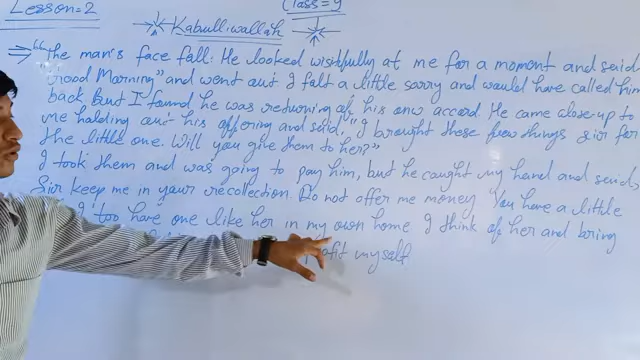 Lesson=2
Class=9
Kabulliwallah
"The man's face fall. He looked wishfully at me for a moment and said
"Good Morning" and went out I falt a little sorry and would have called him
back But I found he was returning of his onw accord. He came close up to
me holding out his offering and said, "I brought these few things sir for
the little one. Will you give them to her?"
I took them and was going to pay him, but he caught my hand and said
Sir keep me in your recollection. Do not offer me money You have a little
I too have one like her in my own home I think of her and bring
myself